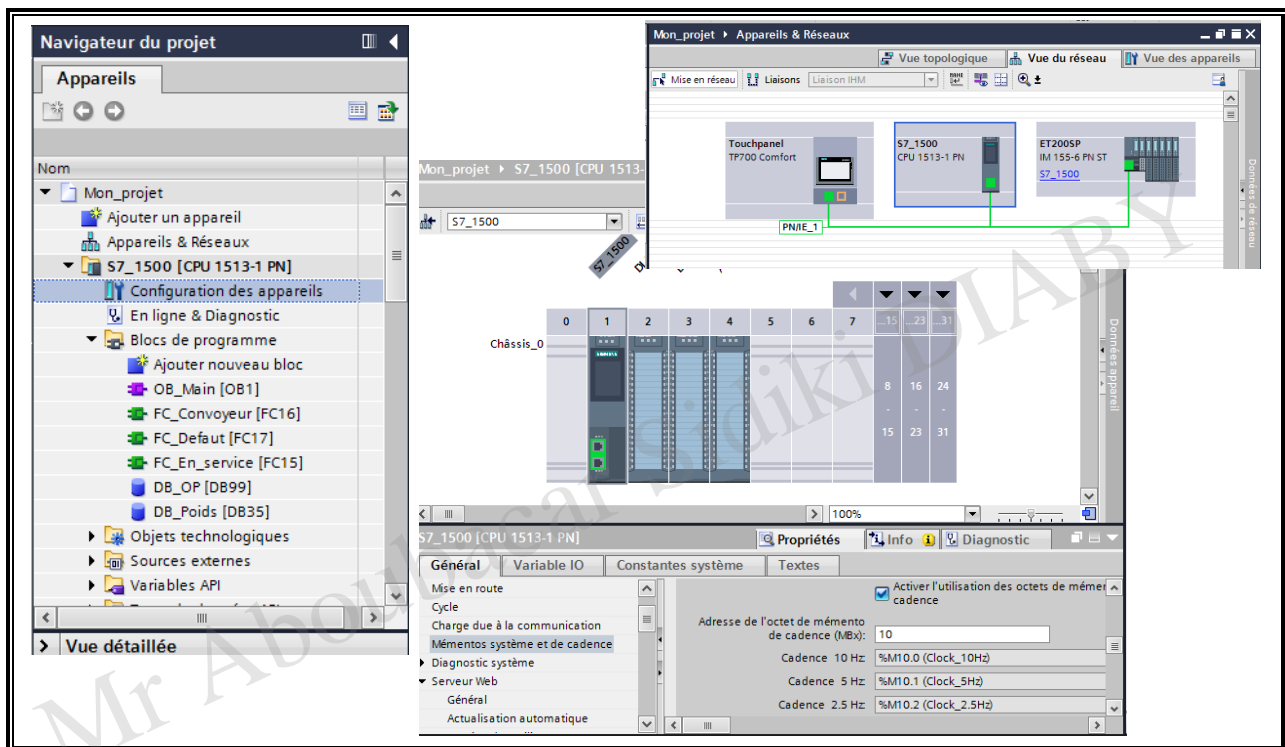 Navigateur du projet
Appareils
Nom
Mon_projet
Ajouter un appareil
Appareils & Réseaux
S7_1500 [CPU 1513-1 PN]
Configuration des appareils
En ligne & Diagnostic
Blocs de programme
Ajouter nouveau bloc
OB_Main [OB1]
FC_Convoyeur [FC16]
FC_Defaut [FC17]
FC_En_service [FC15]
DB_OP [DB99]
DB_Poids [DB35]
Objets technologiques
Sources externes
Variables API
Vue détaillée
Mon_projet Appareils & Réseaux
Vue topologique Vue du réseau Vue des appareils
Mise en réseau Liaisons Liaison IHM
Touchpanel
TP700 Comfort
S7_1500
CPU 1513-1 PN
ET200SP
IM 155-6 PN ST
S7_1500
PN/IE_1
Données de réseau
Mon_projet S7_1500 [CPU 1513-
S7_1500
S7_1500
0 1 2 3 4 5 6 7 ...15 ...23 ...31
Châssis_0
SIEMENS
8 16 24
- - -
15 23 31
Données appareil
100%
S7_1500 [CPU 1513-1 PN]
Propriétés Info Diagnostic
Général Variable IO Constantes système Textes
Mise en route
Cycle
Charge due à la communication
Mémentos système et de cadence
Diagnostic système
Serveur Web
Général
Actualisation automatique
Activer l'utilisation des octets de mémen
cadence
Adresse de l'octet de mémento
de cadence (MBx): 10
Cadence 10 Hz: %M10.0 (Clock_10Hz)
Cadence 5 Hz: %M10.1 (Clock_5Hz)
Cadence 2.5 Hz: %M10.2 (Clock_2.5Hz)
Mr Aboubacar Sidiki DIABY